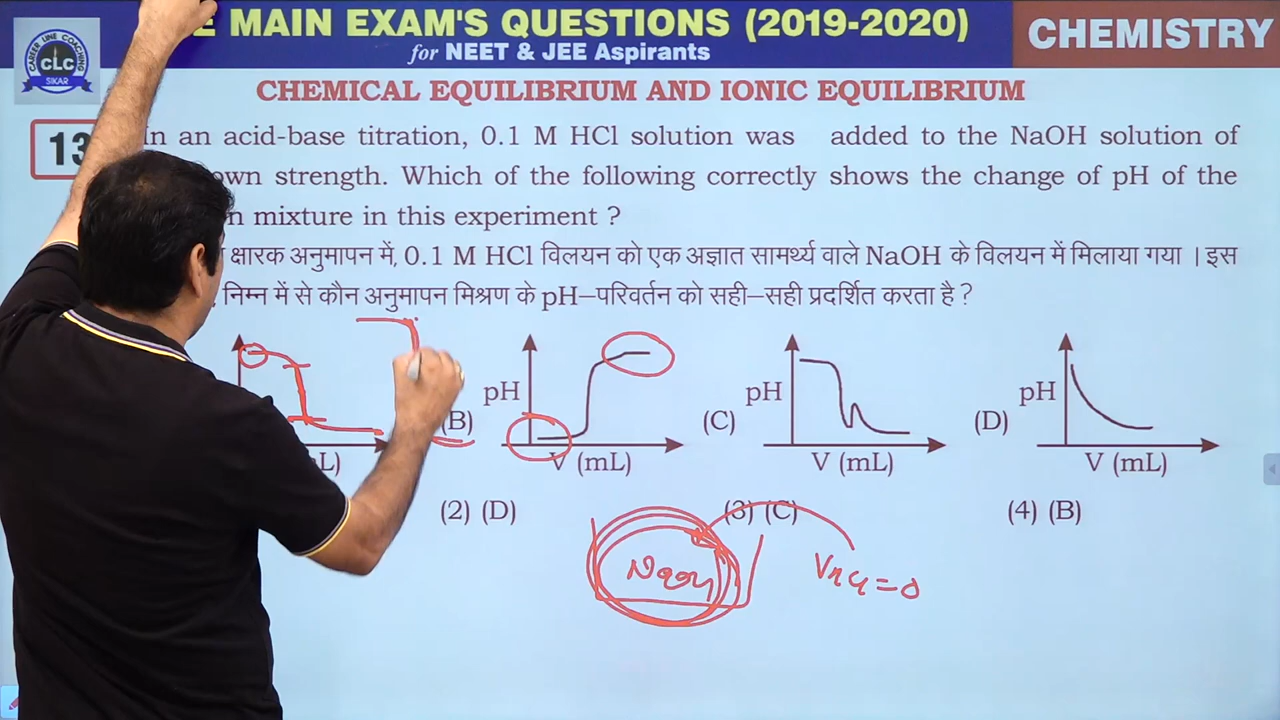 E MAIN EXAM'S QUESTIONS (2019-2020)
for NEET & JEE Aspirants
CHEMISTRY
CAREER LINE COACHING
CLC
SIKAR
CHEMICAL EQUILIBRIUM AND IONIC EQUILIBRIUM
13 In an acid-base titration, 0.1 M HCl solution was added to the NaOH solution of
own strength. Which of the following correctly shows the change of pH of the
n mixture in this experiment ?
क्षारक अनुमापन में, 0.1 M HCl विलयन को एक अज्ञात सामर्थ्य वाले NaOH के विलयन में मिलाया गया । इस
निम्न में से कौन अनुमापन मिश्रण के pH–परिवर्तन को सही–सही प्रदर्शित करता है ?
(B) pH V (mL)
(C) pH V (mL)
(D) pH V (mL)
(2) (D) (3) (C) (4) (B)
NaOH
= 0